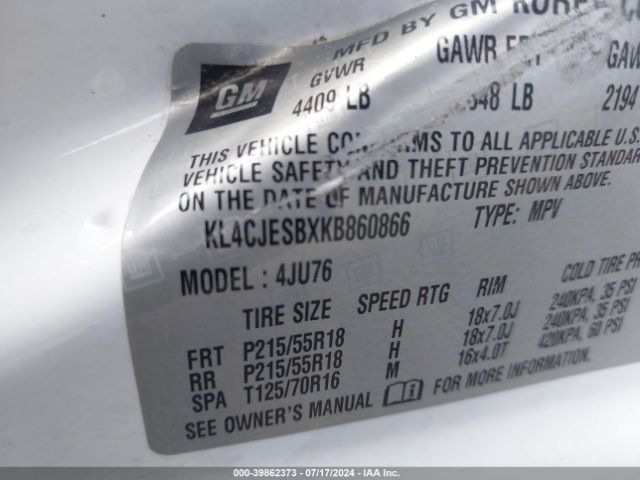 MFD BY GM KOREA
GM
GVWR
4409 LB
GAWR FRT
548 LB
2194
THIS VEHICLE CONFORMS TO ALL APPLICABLE U.S.
VEHICLE SAFETY AND THEFT PREVENTION STANDAR
ON THE DATE OF MANUFACTURE SHOWN ABOVE.
KL4CJESBXKB860866 TYPE: MPV
MODEL: 4JU76
TIRE SIZE SPEED RTG RIM COLD TIRE PR
FRT P215/55R18 H 18x7.0J 240KPA, 35 PSI
RR P215/55R18 H 18x7.0J 240KPA, 35 PSI
SPA T125/70R16 M 16x4.0T 420KPA, 60 PSI
SEE OWNER'S MANUAL FOR MORE INFORMATION.
000-39862373 - 07/17/2024 - IAA Inc.